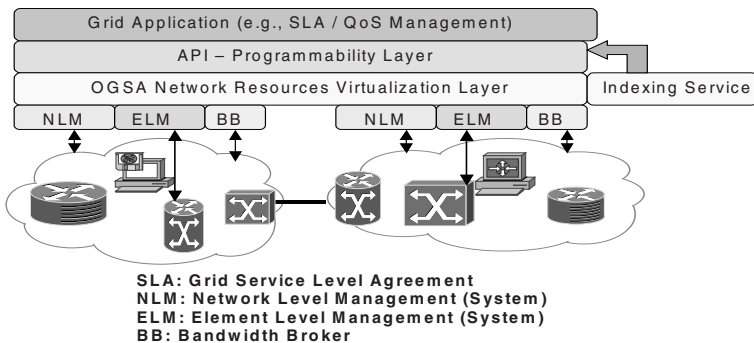 Grid Application (e.g., SLA / QoS Management)
API – Programmability Layer
OGSA Network Resources Virtualization Layer
Indexing Service
NLM ELM BB NLM ELM BB
SLA: Grid Service Level Agreement
NLM: Network Level Management (System)
ELM: Element Level Management (System)
BB: Bandwidth Broker